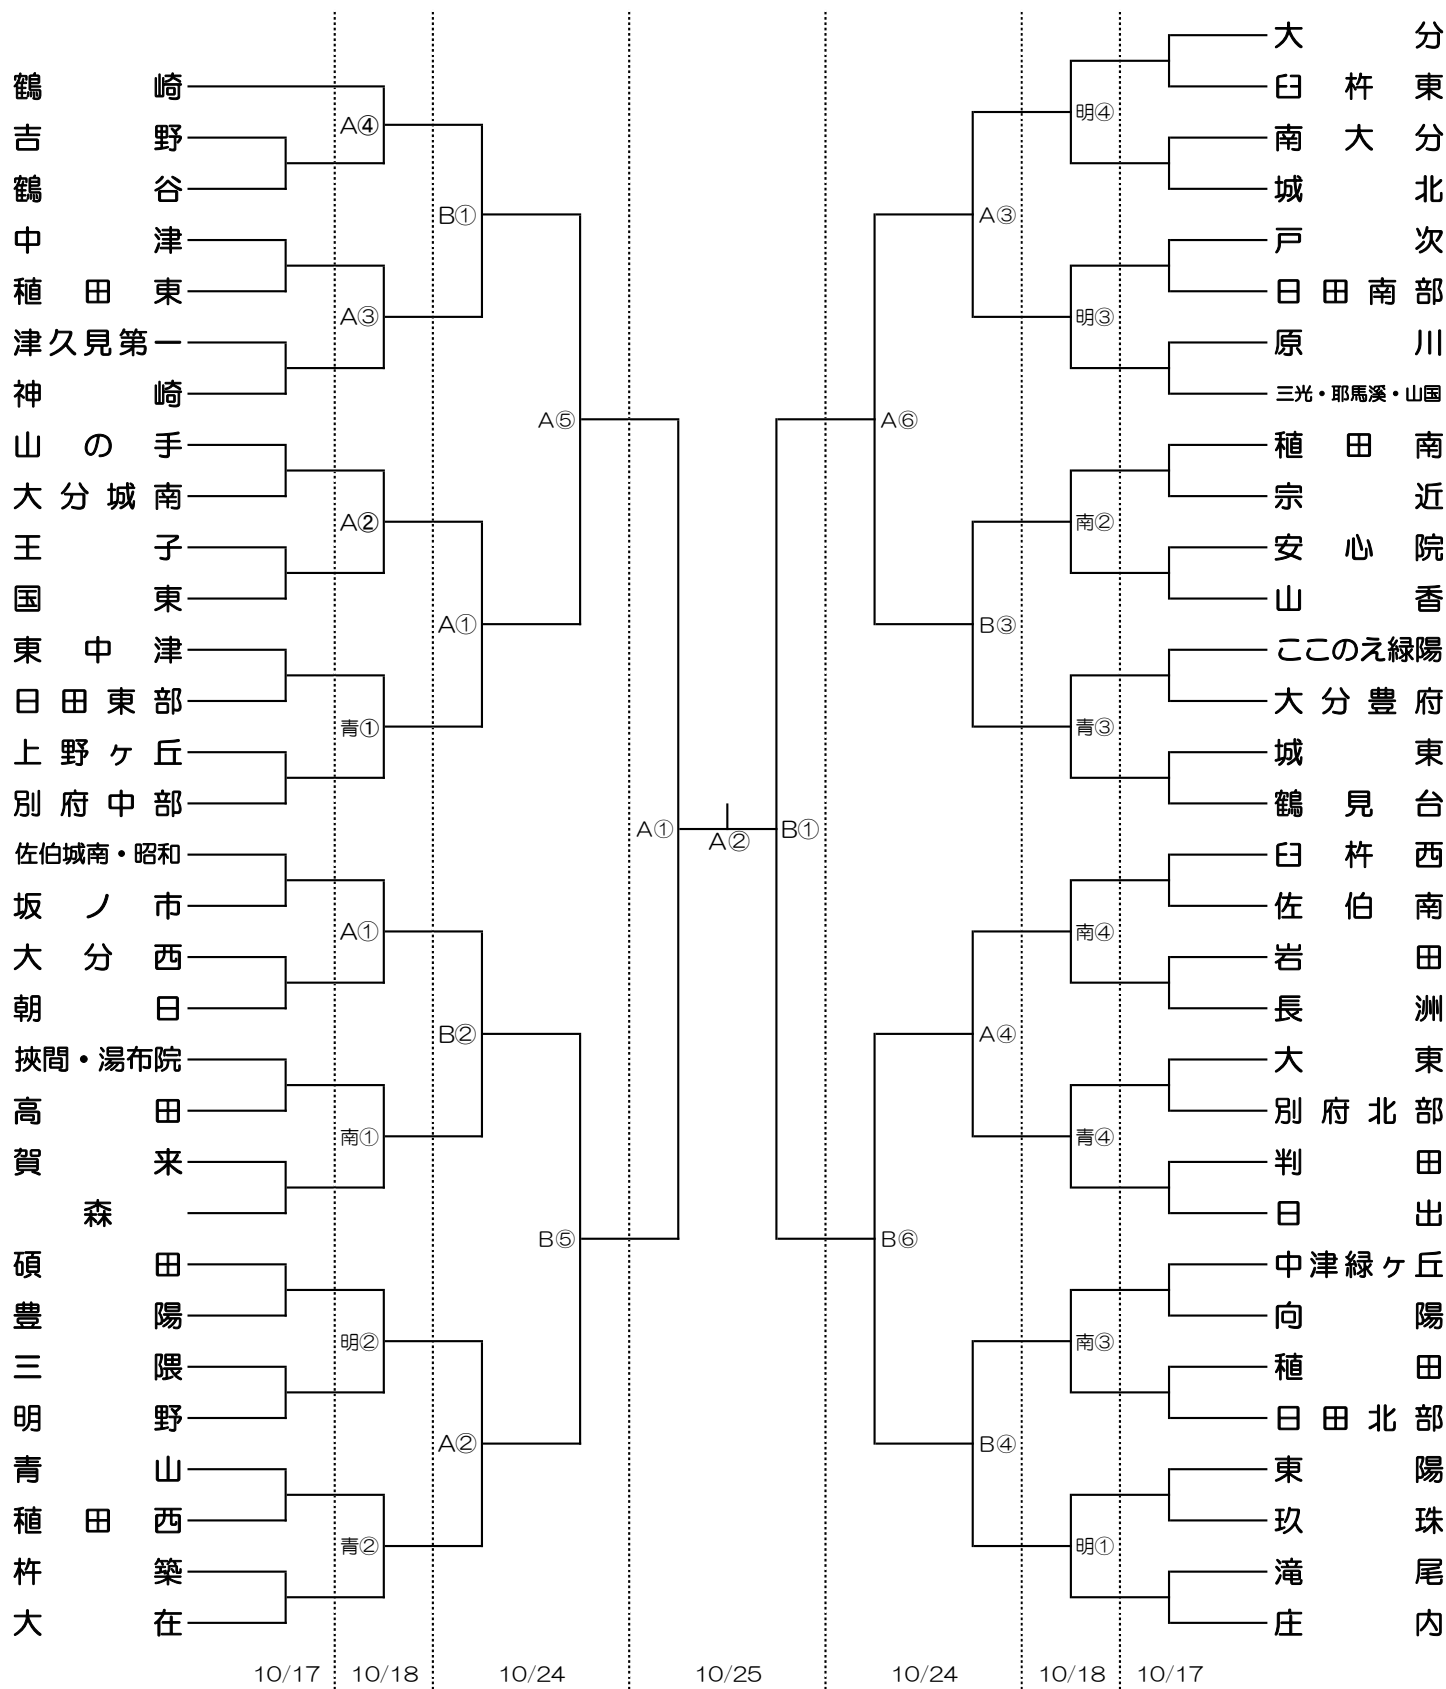 大分
鶴崎
臼杵東
明④
A④
吉野
南大分
鶴谷
城北
B①
A③
中津
戸次
稙田東
日田南部
A③
明③
津久見第一
原川
神崎
三光・耶馬溪・山国
A⑤
A⑥
山の手
稙田南
大分城南
宗近
A②
南②
王子
安心院
国東
山香
A①
B③
東中津
ここのえ緑陽
日田東部
大分豊府
青①
青③
上野ヶ丘
城東
別府中部
鶴見台
A①
B①
A②
佐伯城南・昭和
臼杵西
坂ノ市
佐伯南
A①
南④
大分西
岩田
朝日
長洲
B②
A④
挾間・湯布院
大東
高田
別府北部
南①
青④
賀来
判田
森
日出
B⑤
B⑥
碩田
中津緑ヶ丘
豊陽
向陽
明②
南③
三隈
稙田
明野
日田北部
A②
B④
青山
東陽
稙田西
玖珠
青②
明①
杵築
滝尾
大在
庄内
10/17 10/18 10/24 10/25 10/24 10/18 10/17